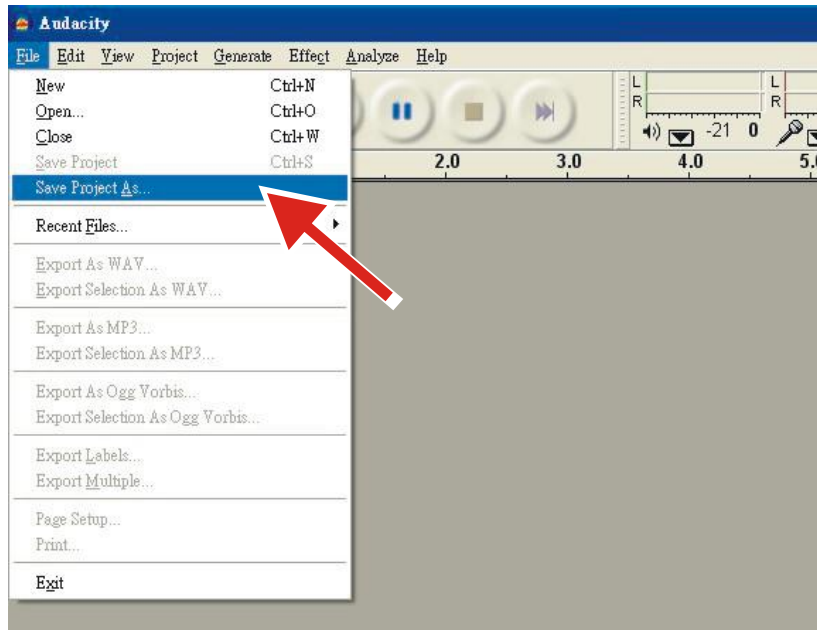 Audacity
File Edit View Project Generate Effect Analyze Help
New Ctrl+N
Open... Ctrl+O
Close Ctrl+W
Save Project Ctrl+S
Save Project As...
Recent Files...
Export As WAV...
Export Selection As WAV...
Export As MP3...
Export Selection As MP3...
Export As Ogg Vorbis...
Export Selection As Ogg Vorbis...
Export Labels...
Export Multiple...
Page Setup...
Print...
Exit
L L
R R
-21 0
2.0 3.0 4.0 5.0